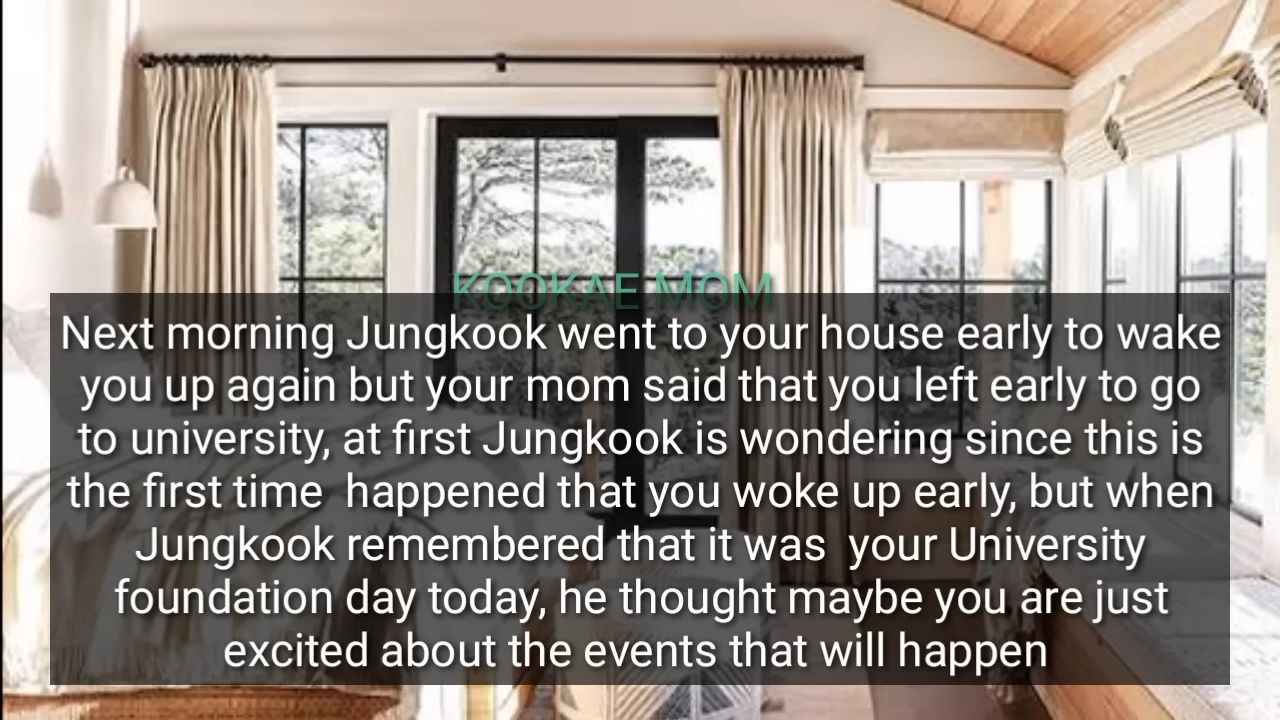 KOOKAE MOM
Next morning Jungkook went to your house early to wake
you up again but your mom said that you left early to go
to university, at first Jungkook is wondering since this is
the first time  happened that you woke up early, but when
Jungkook remembered that it was  your University
foundation day today, he thought maybe you are just
excited about the events that will happen